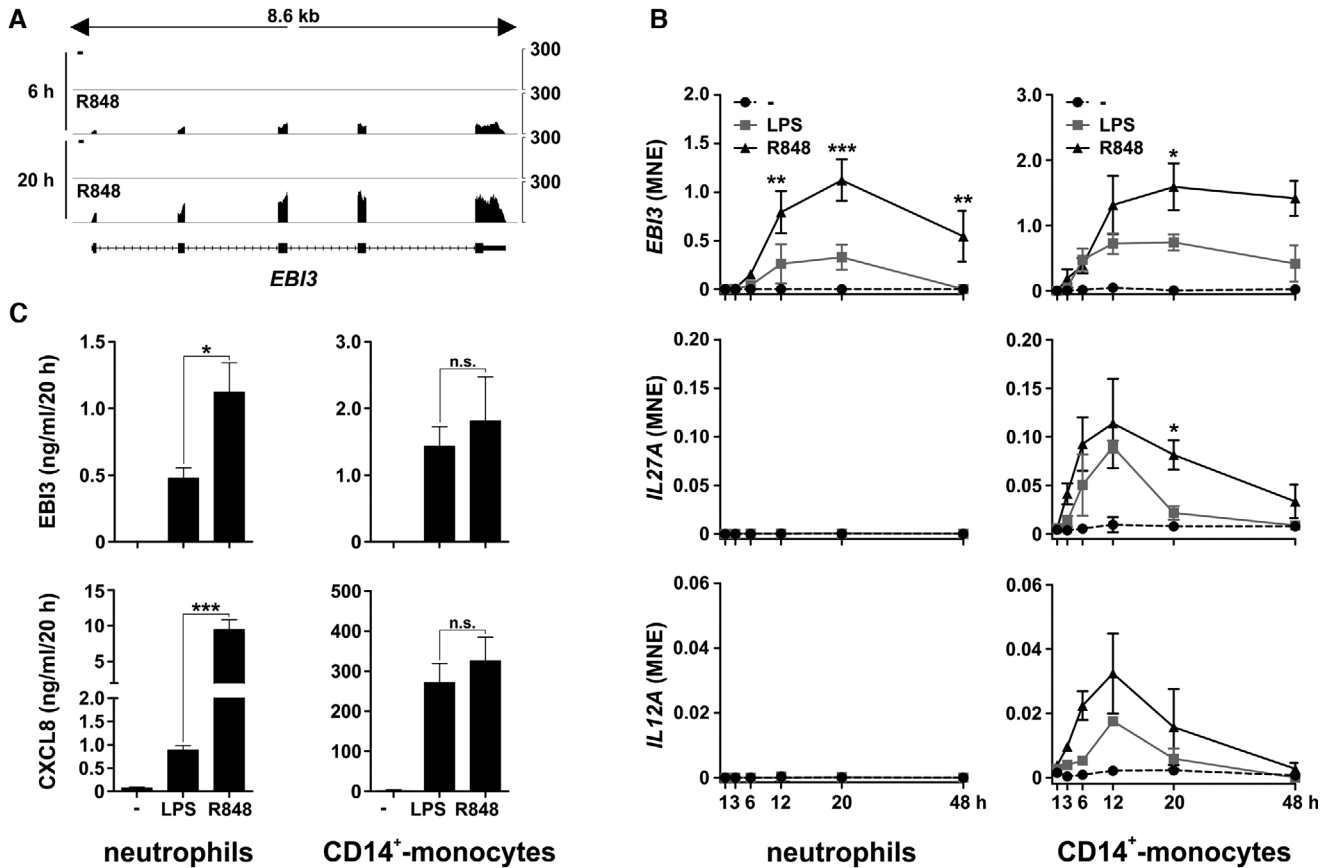 A
8.6 kb
6 h
-
300
R848
300
20 h
-
300
R848
300
EBI3
B
EBI3 (MNE)
2.0
1.5
1.0
0.5
0
-
LPS
R848
**
***
**
3.0
2.0
1.0
0
-
LPS
R848
*
IL27A (MNE)
0.20
0.15
0.10
0.05
0
0.20
0.15
0.10
0.05
0
*
IL12A (MNE)
0.06
0.04
0.02
0
1 3 6 12 20 48 h
neutrophils
0.06
0.04
0.02
0
1 3 6 12 20 48 h
CD14+-monocytes
C
EBI3 (ng/ml/20 h)
1.5
1.0
0.5
0
*
3.0
2.0
1.0
0
n.s.
CXCL8 (ng/ml/20 h)
15
10
5
2.0
1.5
1.0
0.5
0
***
- LPS R848
neutrophils
500
400
300
200
100
0
n.s.
- LPS R848
CD14+-monocytes